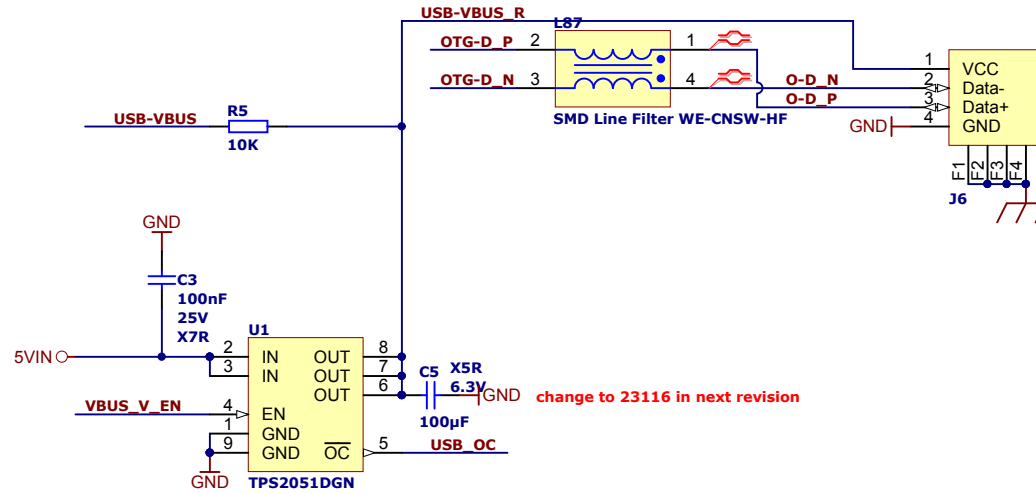 USB-VBUS_R
L87
OTG-D_P 2 1
OTG-D_N 3 4
O-D_N
O-D_P
SMD Line Filter WE-CNSW-HF
1 VCC
2 Data-
3 Data+
GND 4 GND
F1 F2 F3 F4
J6
USB-VBUS
R5
10K
GND
C3
100nF
25V
X7R
U1
5VIN
2 IN OUT 8
3 IN OUT 7
OUT 6
VBUS_V_EN 4 EN
1 GND
9 GND OC 5 USB_OC
GND
TPS2051DGN
C5 X5R
6.3V
GND
100µF
change to 23116 in next revision